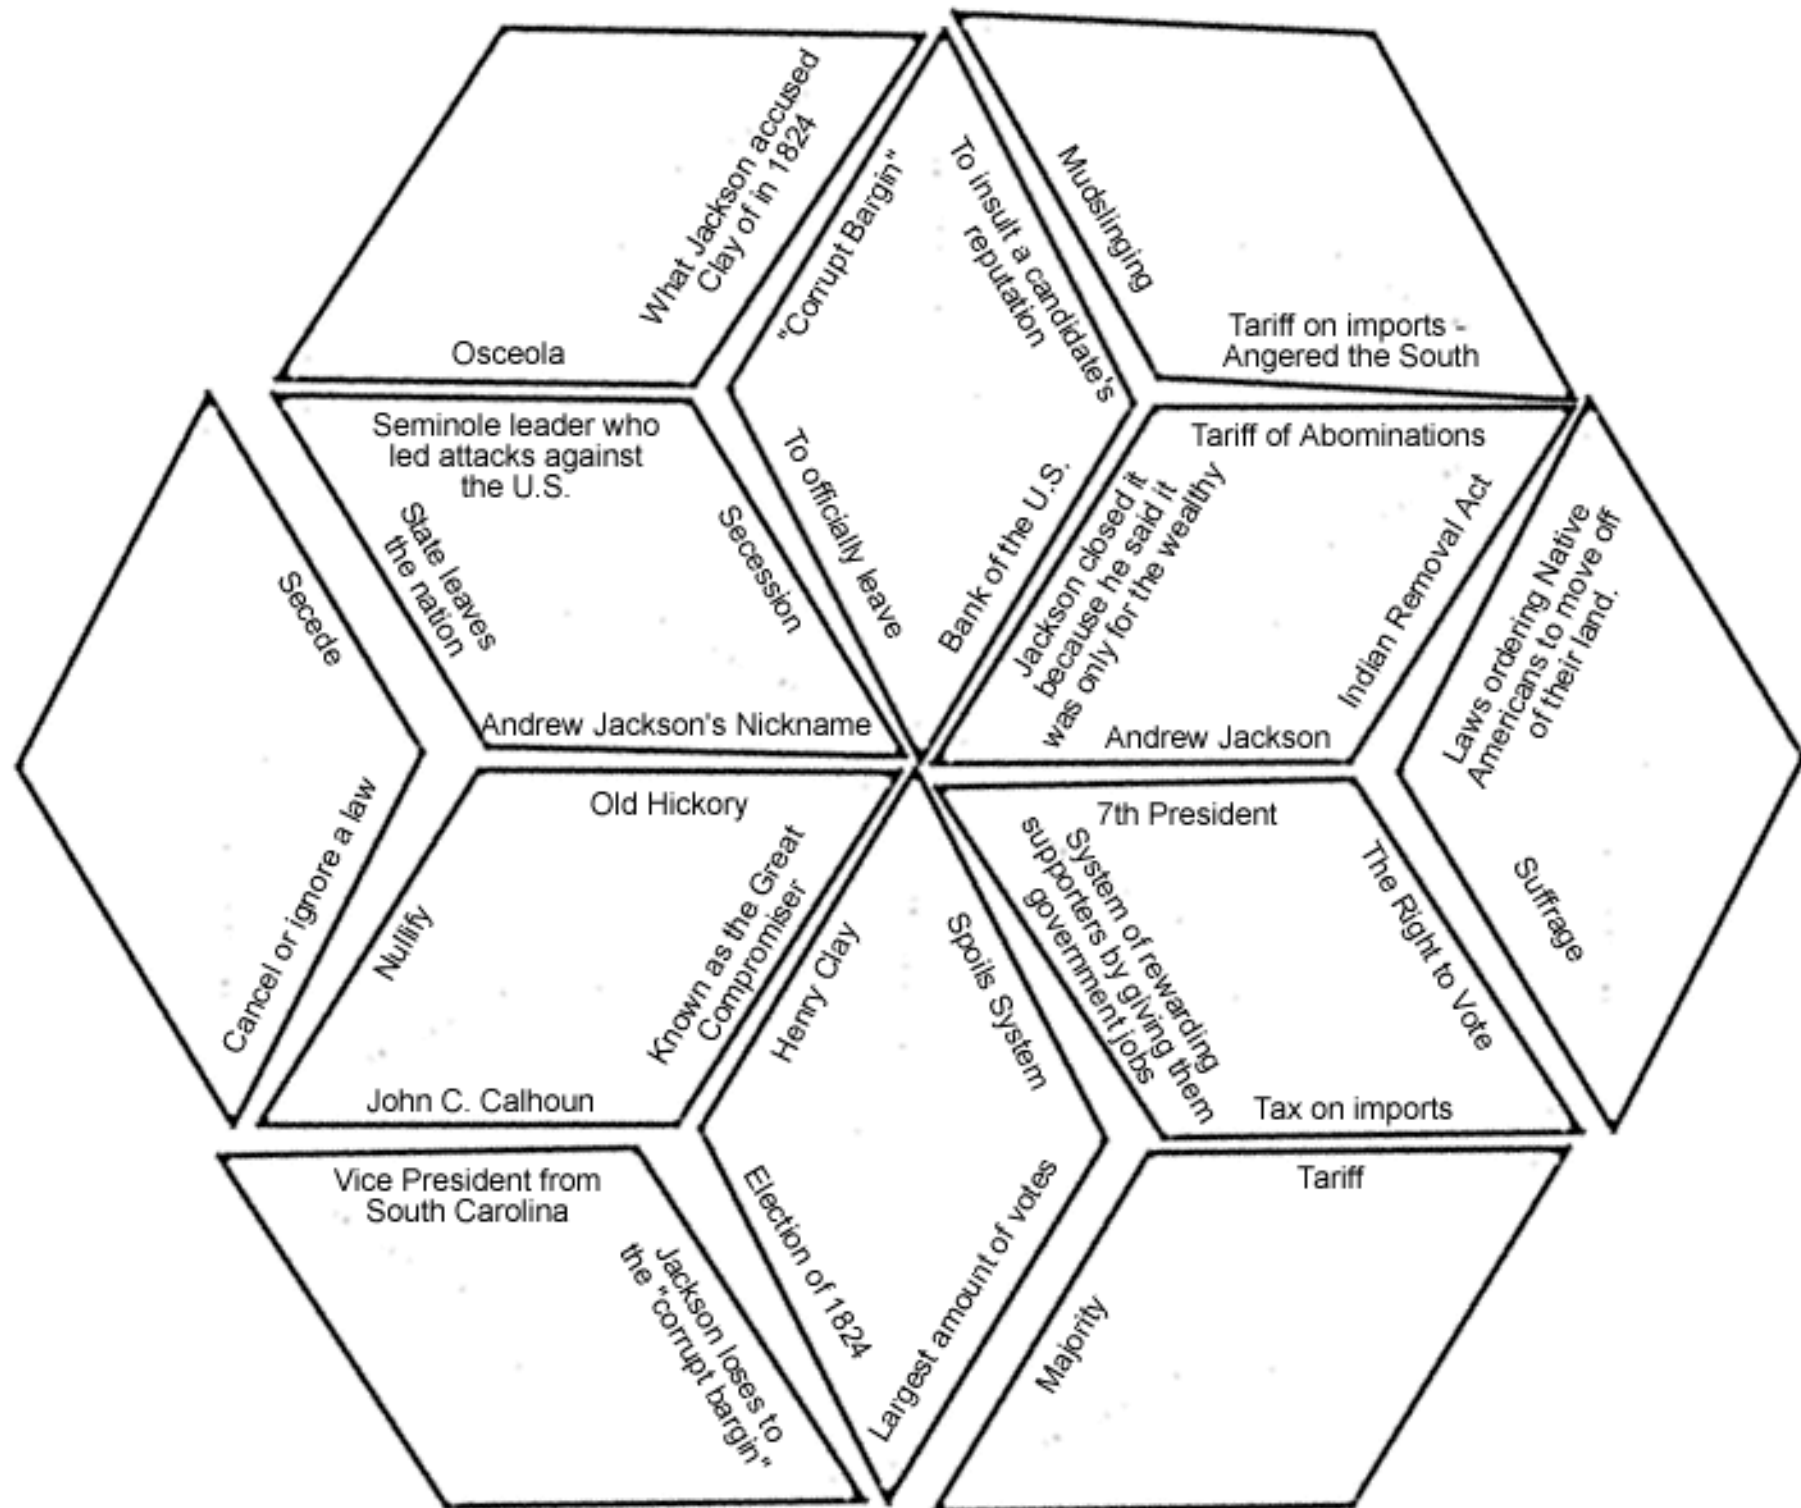 What Jackson accused
Clay of in 1824
Osceola
"Corrupt Bargin"
To insult a candidate's
reputation
To officially leave
Bank of the U.S.
Mudslinging
Tariff on imports -
Angered the South
Seminole leader who
led attacks against
the U.S.
State leaves
the nation
Secession
Andrew Jackson's Nickname
Tariff of Abominations
Jackson closed it
because he said it
was only for the wealthy
Indian Removal Act
Andrew Jackson
Secede
Cancel or ignore a law
Laws ordering Native
Americans to move off
of their land.
Suffrage
Old Hickory
Nullify
Known as the Great
Compromiser
John C. Calhoun
Henry Clay
Spoils System
Election of 1824
Largest amount of votes
7th President
System of rewarding
supporters by giving them
government jobs
The Right to Vote
Tax on imports
Vice President from
South Carolina
Jackson loses to
the "corrupt bargin"
Tariff
Majority